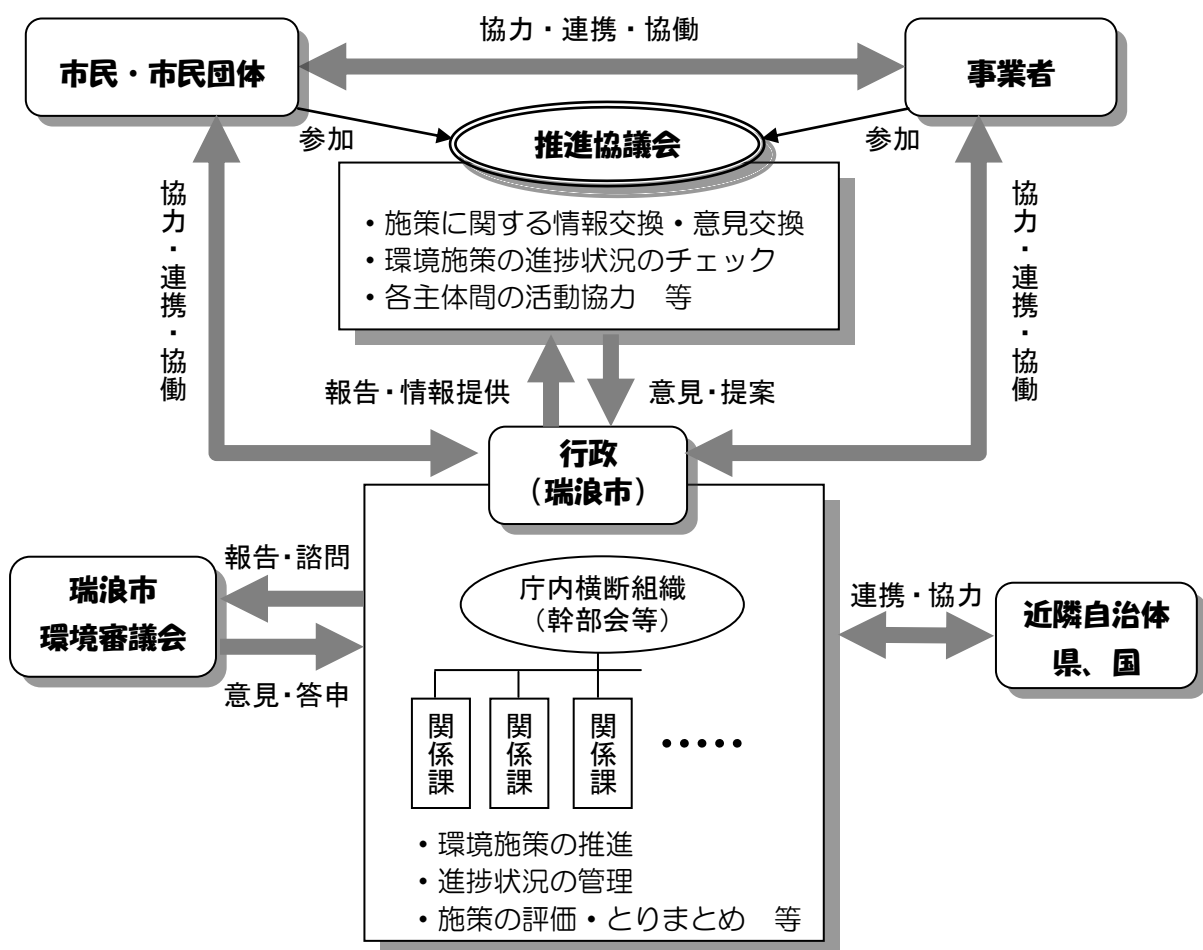 協力・連携・協働
市民・市民団体
事業者
参加
参加
推進協議会
・施策に関する情報交換・意見交換
・環境施策の進捗状況のチェック
・各主体間の活動協力　等
協力・連携・協働
協力・連携・協働
報告・情報提供
意見・提案
行政
（瑞浪市）
報告・諮問
瑞浪市
環境審議会
意見・答申
庁内横断組織
（幹部会等）
連携・協力
近隣自治体
県、国
関係課
関係課
関係課
・・・・・
・環境施策の推進
・進捗状況の管理
・施策の評価・とりまとめ　等